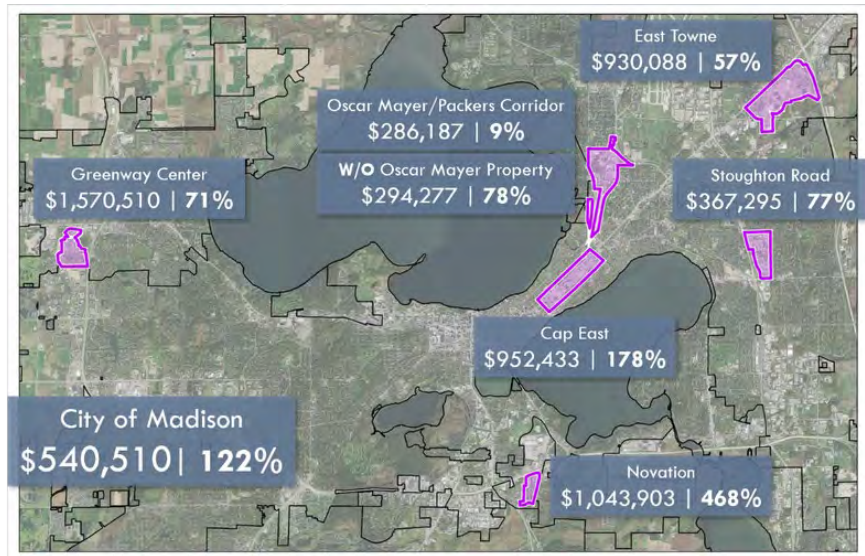 East Towne
$930,088 | 57%
Oscar Mayer/Packers Corridor
$286,187 | 9%
W/O Oscar Mayer Property
$294,277 | 78%
Greenway Center
$1,570,510 | 71%
Stoughton Road
$367,295 | 77%
Cap East
$952,433 | 178%
City of Madison
$540,510| 122%
Novation
$1,043,903 | 468%